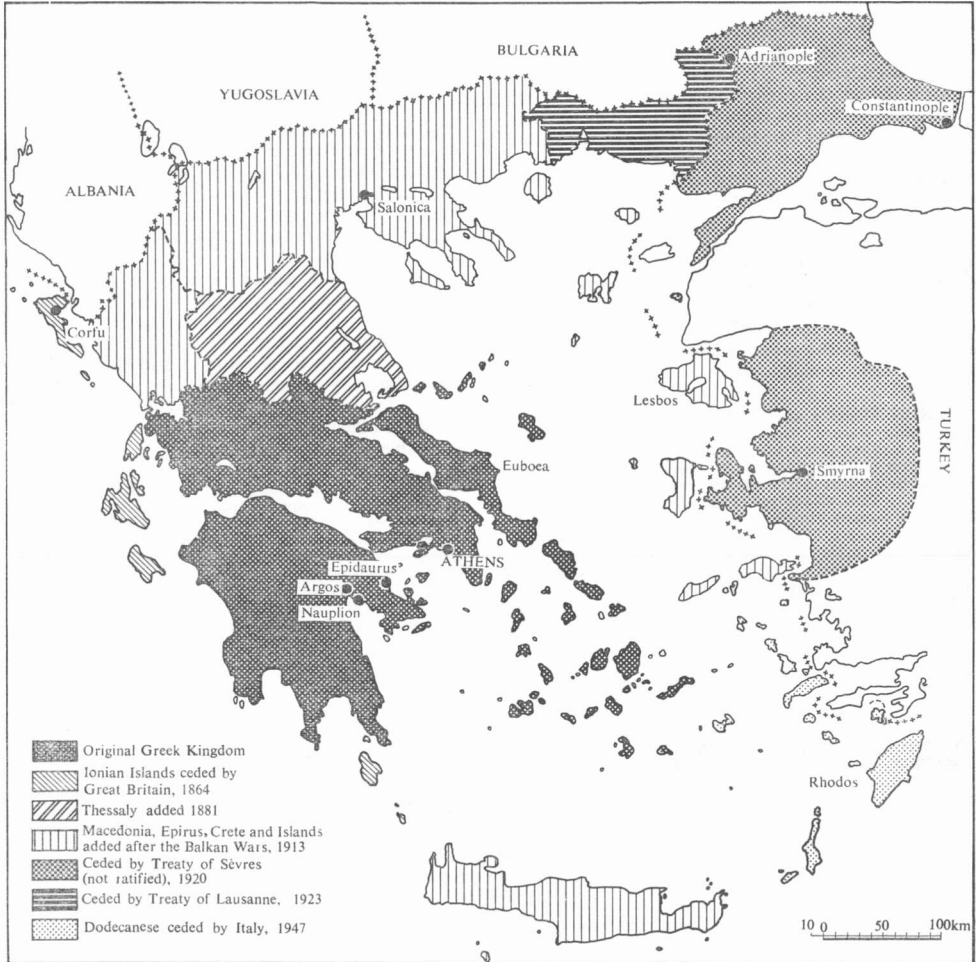 BULGARIA
Adrianople
YUGOSLAVIA
Constantinople
ALBANIA
Salonica
Corfu
Lesbos
TURKEY
Euboea
Smyrna
ATHENS
Epidaurus
Argos
Nauplion
Rhodos
Original Greek Kingdom
Ionian Islands ceded by
Great Britain, 1864
Thessaly added 1881
Macedonia, Epirus, Crete and Islands
added after the Balkan Wars, 1913
Ceded by Treaty of Sèvres
(not ratified), 1920
Ceded by Treaty of Lausanne, 1923
Dodecanese ceded by Italy, 1947
10 0 50 100km